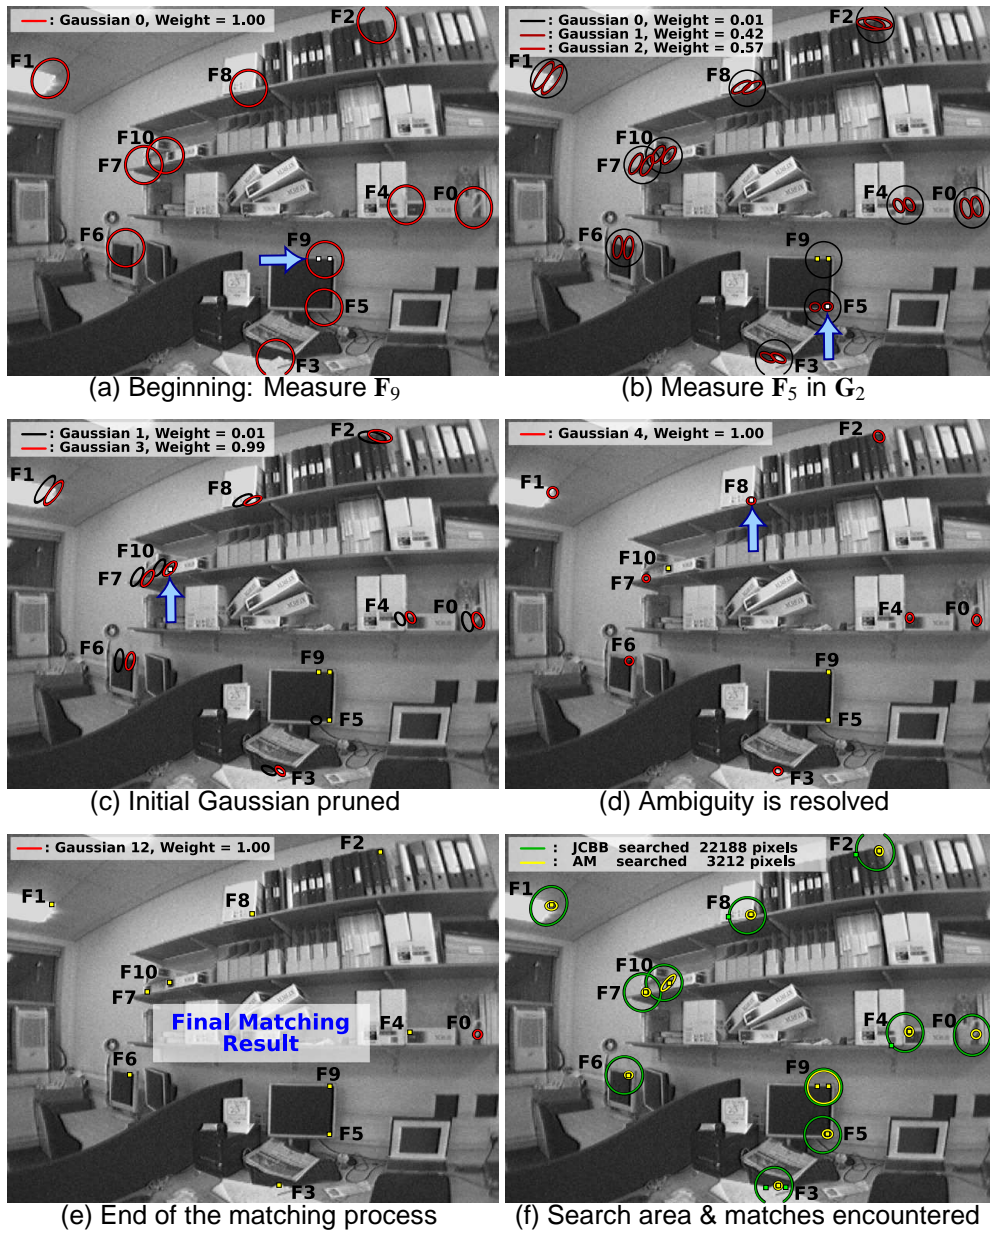 : Gaussian 0, Weight = 1.00
F2
F1
F8
F10
F7
F4
F0
F6
F9
F5
F3
(a) Beginning: Measure F9
: Gaussian 0, Weight = 0.01
: Gaussian 1, Weight = 0.42
: Gaussian 2, Weight = 0.57
F2
F1
F8
F10
F7
F4
F0
F6
F9
F5
F3
(b) Measure F5 in G2
: Gaussian 1, Weight = 0.01
: Gaussian 3, Weight = 0.99
F2
F1
F8
F10
F7
F4
F0
F6
F9
F5
F3
(c) Initial Gaussian pruned
: Gaussian 4, Weight = 1.00
F2
F1
F8
F10
F7
F4
F0
F6
F9
F5
F3
(d) Ambiguity is resolved
: Gaussian 12, Weight = 1.00
F2
F1
F8
F10
F7
Final Matching
Result
F4
F0
F6
F9
F5
F3
(e) End of the matching process
: JCBB searched 22188 pixels
: AM searched 3212 pixels
F2
F1
F8
F10
F7
F4
F0
F6
F9
F5
F3
(f) Search area & matches encountered